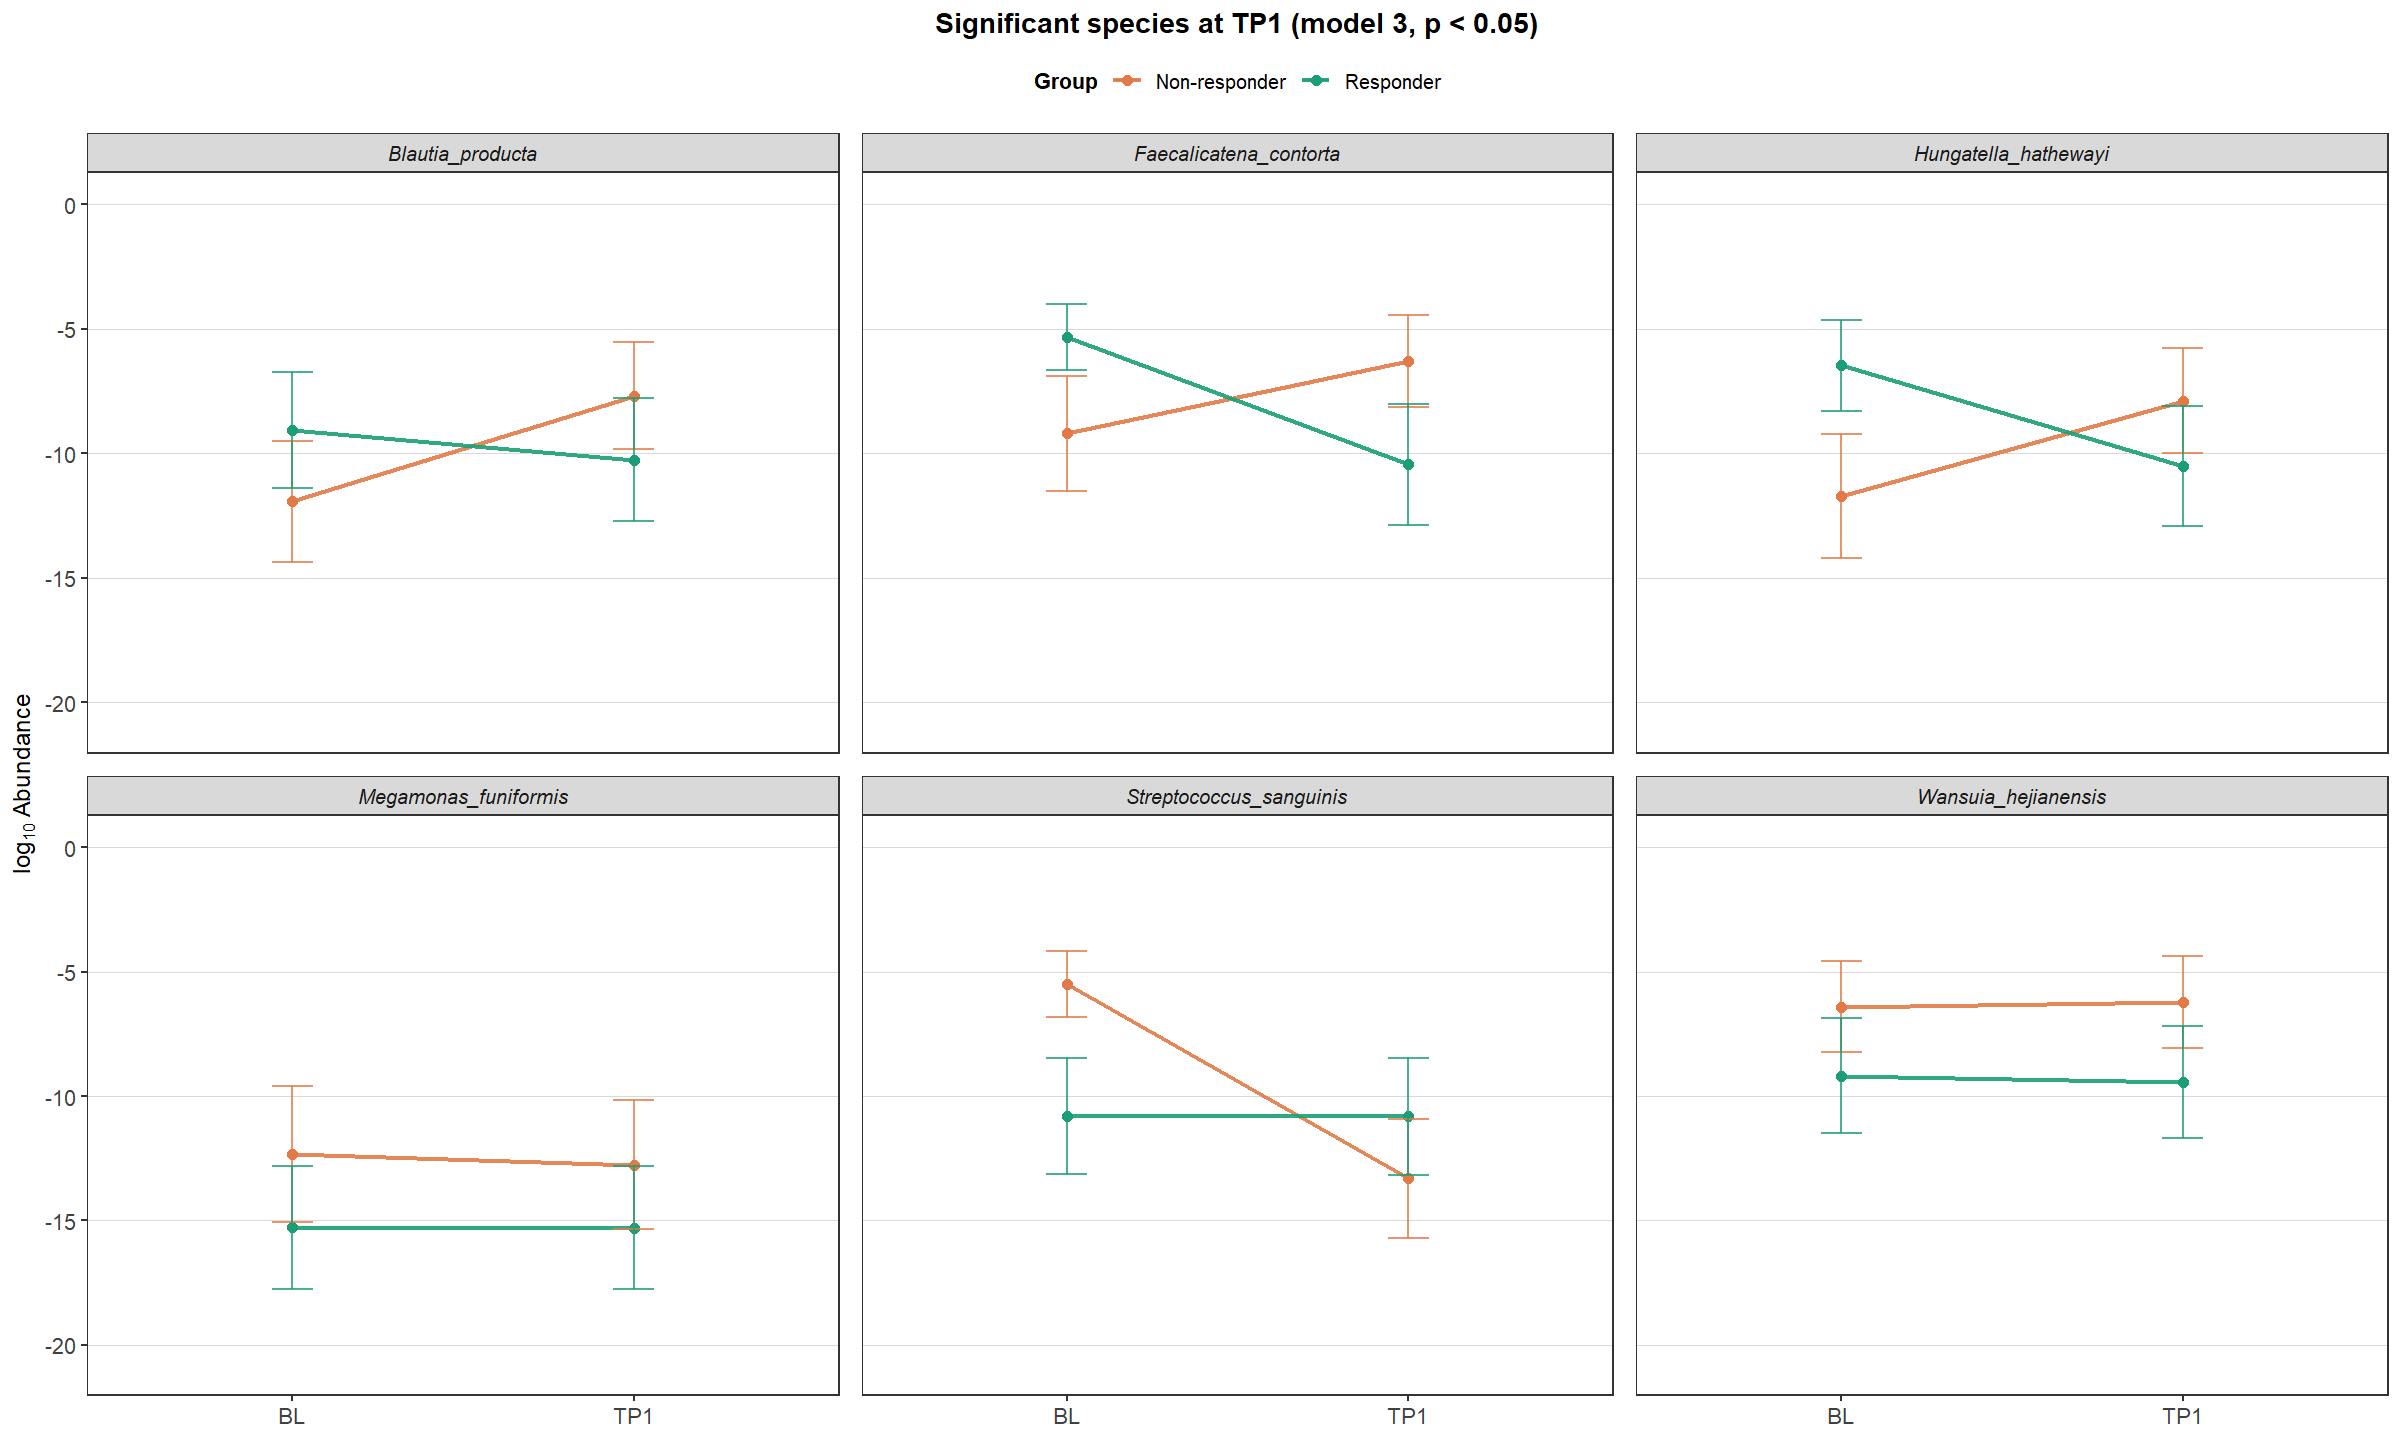 Significant species at TP1 (model 3, p < 0.05)
Group Non-responder Responder
Blautia_producta Faecalicatena_contorta Hungatella_hathewayi
0
-5
-10
-15
-20
log10 Abundance
Megamonas_funiformis Streptococcus_sanguinis Wansuia_hejianensis
0
-5
-10
-15
-20
BL TP1 BL TP1 BL TP1